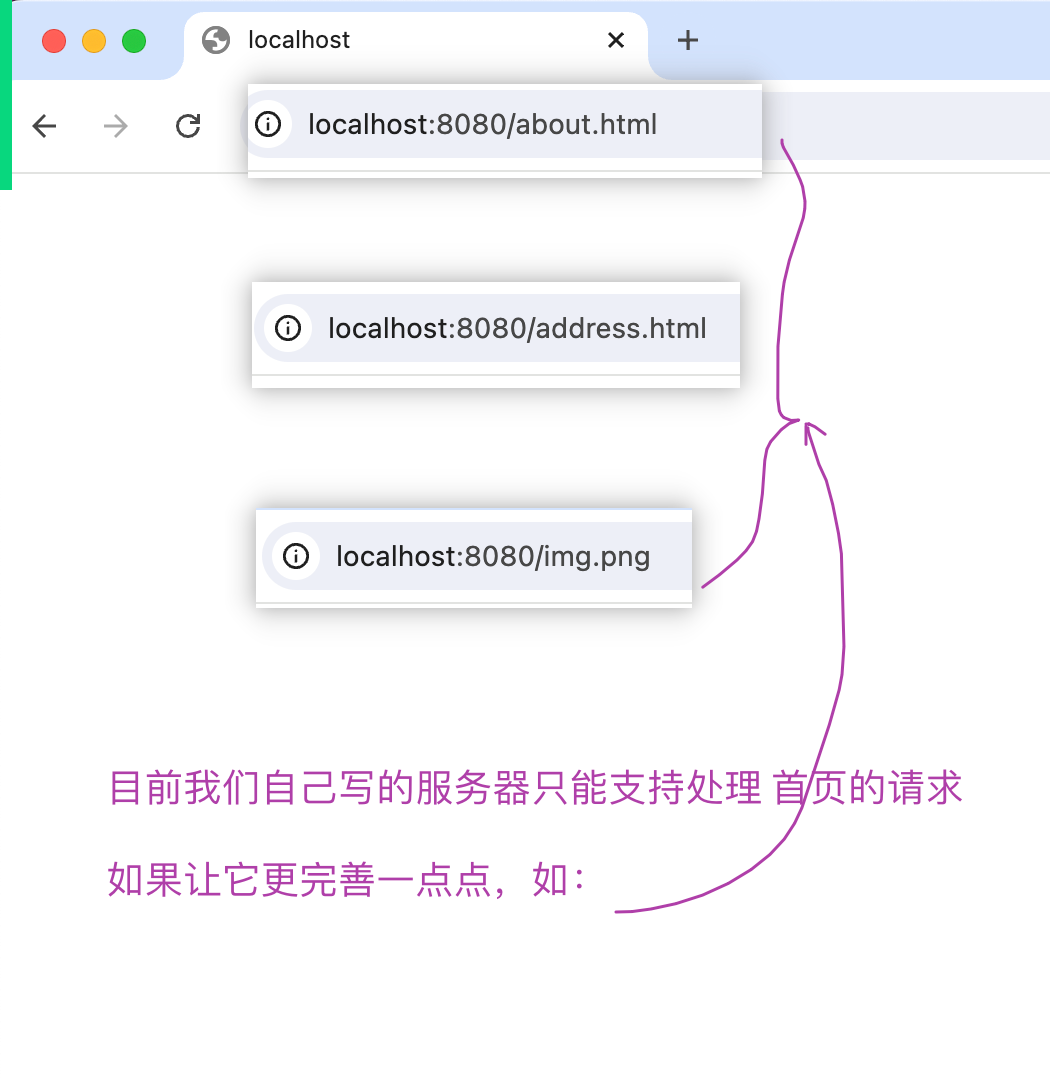 localhost
localhost:8080/about.html
localhost:8080/address.html
localhost:8080/img.png
目前我们自己写的服务器只能支持处理 首页的请求
如果让它更完善一点点，如：